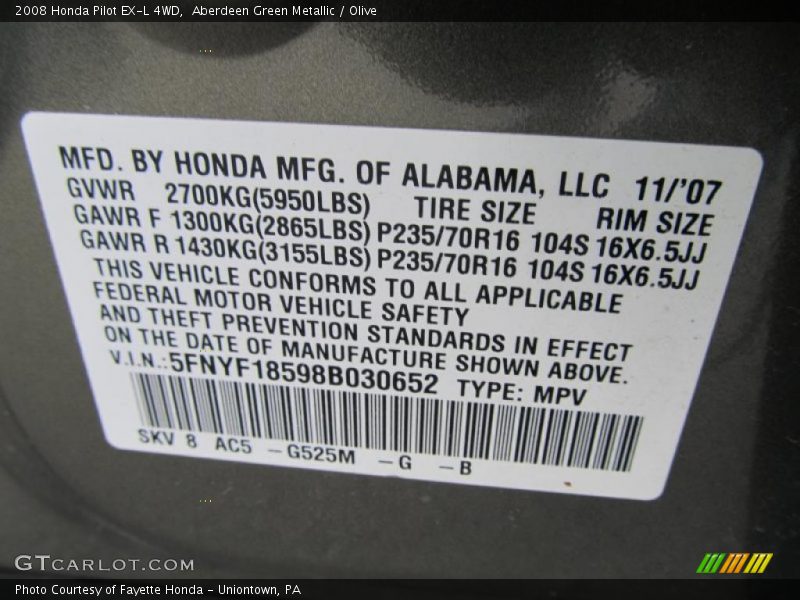 2008 Honda Pilot EX-L 4WD,  Aberdeen Green Metallic / Olive
MFD. BY HONDA MFG. OF ALABAMA, LLC 11/'07
GVWR 2700KG(5950LBS) TIRE SIZE RIM SIZE
GAWR F 1300KG(2865LBS) P235/70R16 104S 16X6.5JJ
GAWR R 1430KG(3155LBS) P235/70R16 104S 16X6.5JJ
THIS VEHICLE CONFORMS TO ALL APPLICABLE
FEDERAL MOTOR VEHICLE SAFETY
AND THEFT PREVENTION STANDARDS IN EFFECT
ON THE DATE OF MANUFACTURE SHOWN ABOVE.
V.I.N.: 5FNYF18598B030652 TYPE: MPV
SKV 8 AC5 -G525M -G -B
GTCARLOT.COM
Photo Courtesy of Fayette Honda - Uniontown, PA